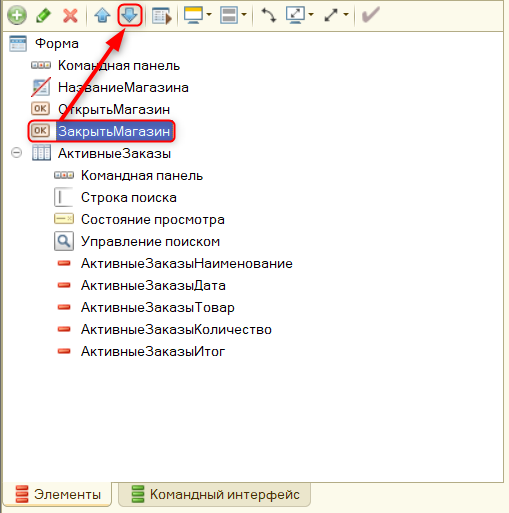 Форма
Командная панель
НазваниеМагазина
ОткрытьМагазин
OK ЗакрытьМагазин
АктивныеЗаказы
Командная панель
Строка поиска
Состояние просмотра
Управление поиском
АктивныеЗаказыНаименование
АктивныеЗаказыДата
АктивныеЗаказыТовар
АктивныеЗаказыКоличество
АктивныеЗаказыИтог
Элементы Командный интерфейс